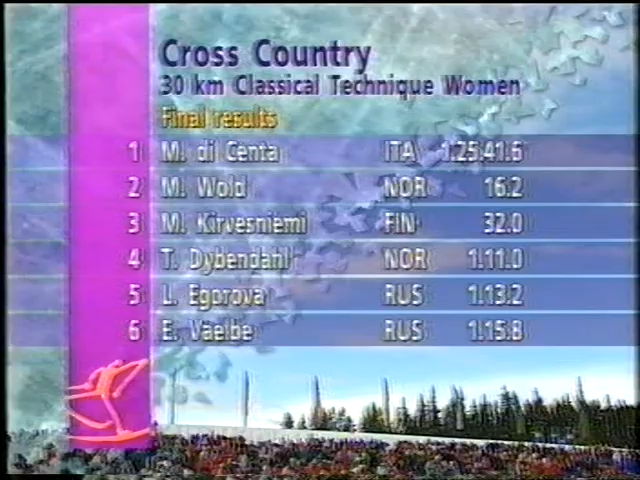 Cross Country
30 km Classical Technique Women
Final results
1 M. di Centa ITA 1.25.41.6
2 M. Wold NOR 16.2
3 M. Kirvesniemi FIN 32.0
4 T. Dybendahl NOR 1.11.0
5 L. Egorova RUS 1.13.2
6 E. Vaelbe RUS 1.15.8